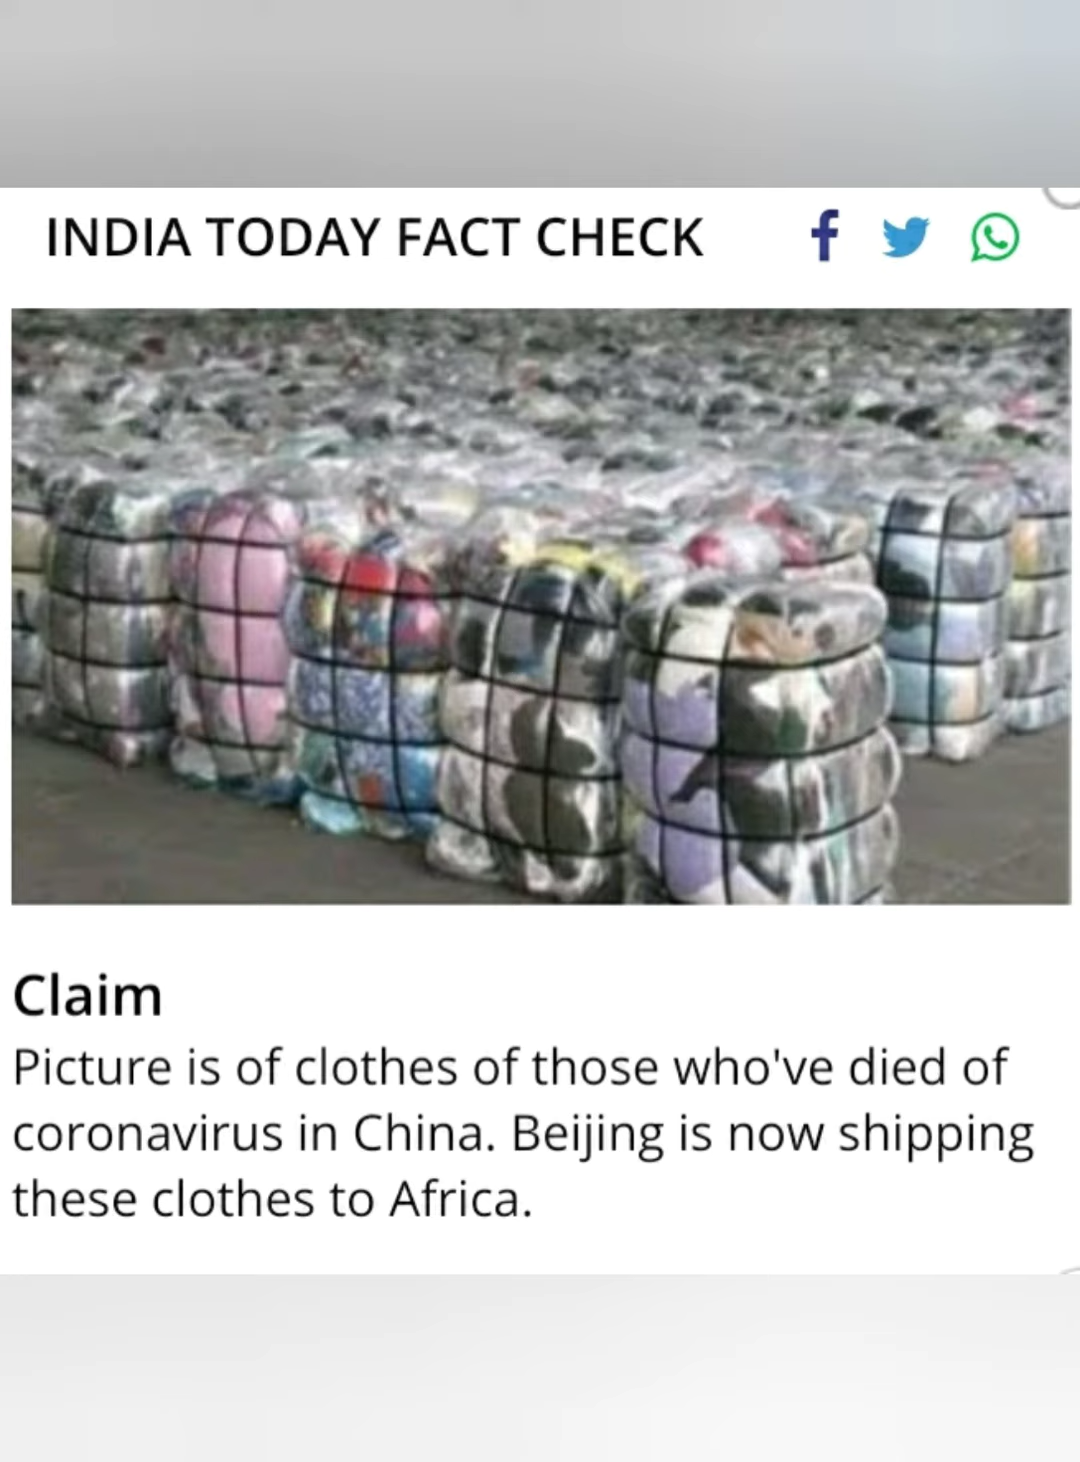 INDIA TODAY FACT CHECK
Claim
Picture is of clothes of those who've died of
coronavirus in China. Beijing is now shipping
these clothes to Africa.